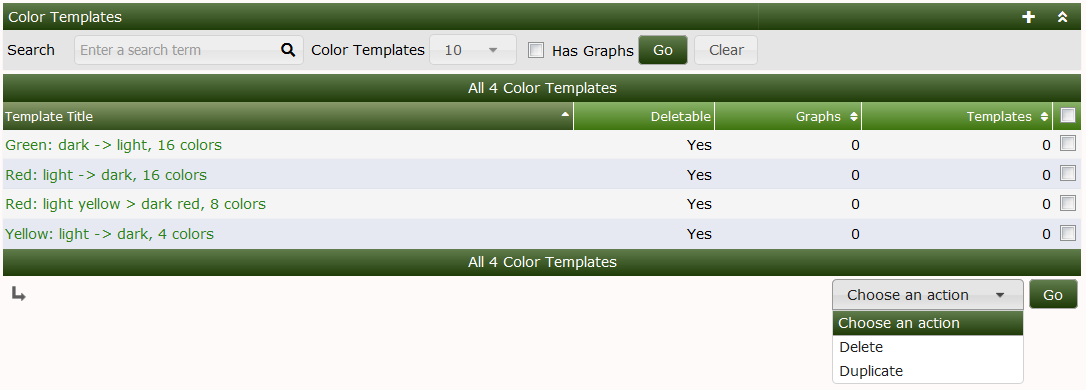 Color Templates
Search Enter a search term Color Templates 10 Has Graphs Go Clear
All 4 Color Templates
Template Title Deletable Graphs Templates
Green: dark -> light, 16 colors Yes 0 0
Red: light -> dark, 16 colors Yes 0 0
Red: light yellow > dark red, 8 colors Yes 0 0
Yellow: light -> dark, 4 colors Yes 0 0
All 4 Color Templates
Choose an action Go
Choose an action
Delete
Duplicate